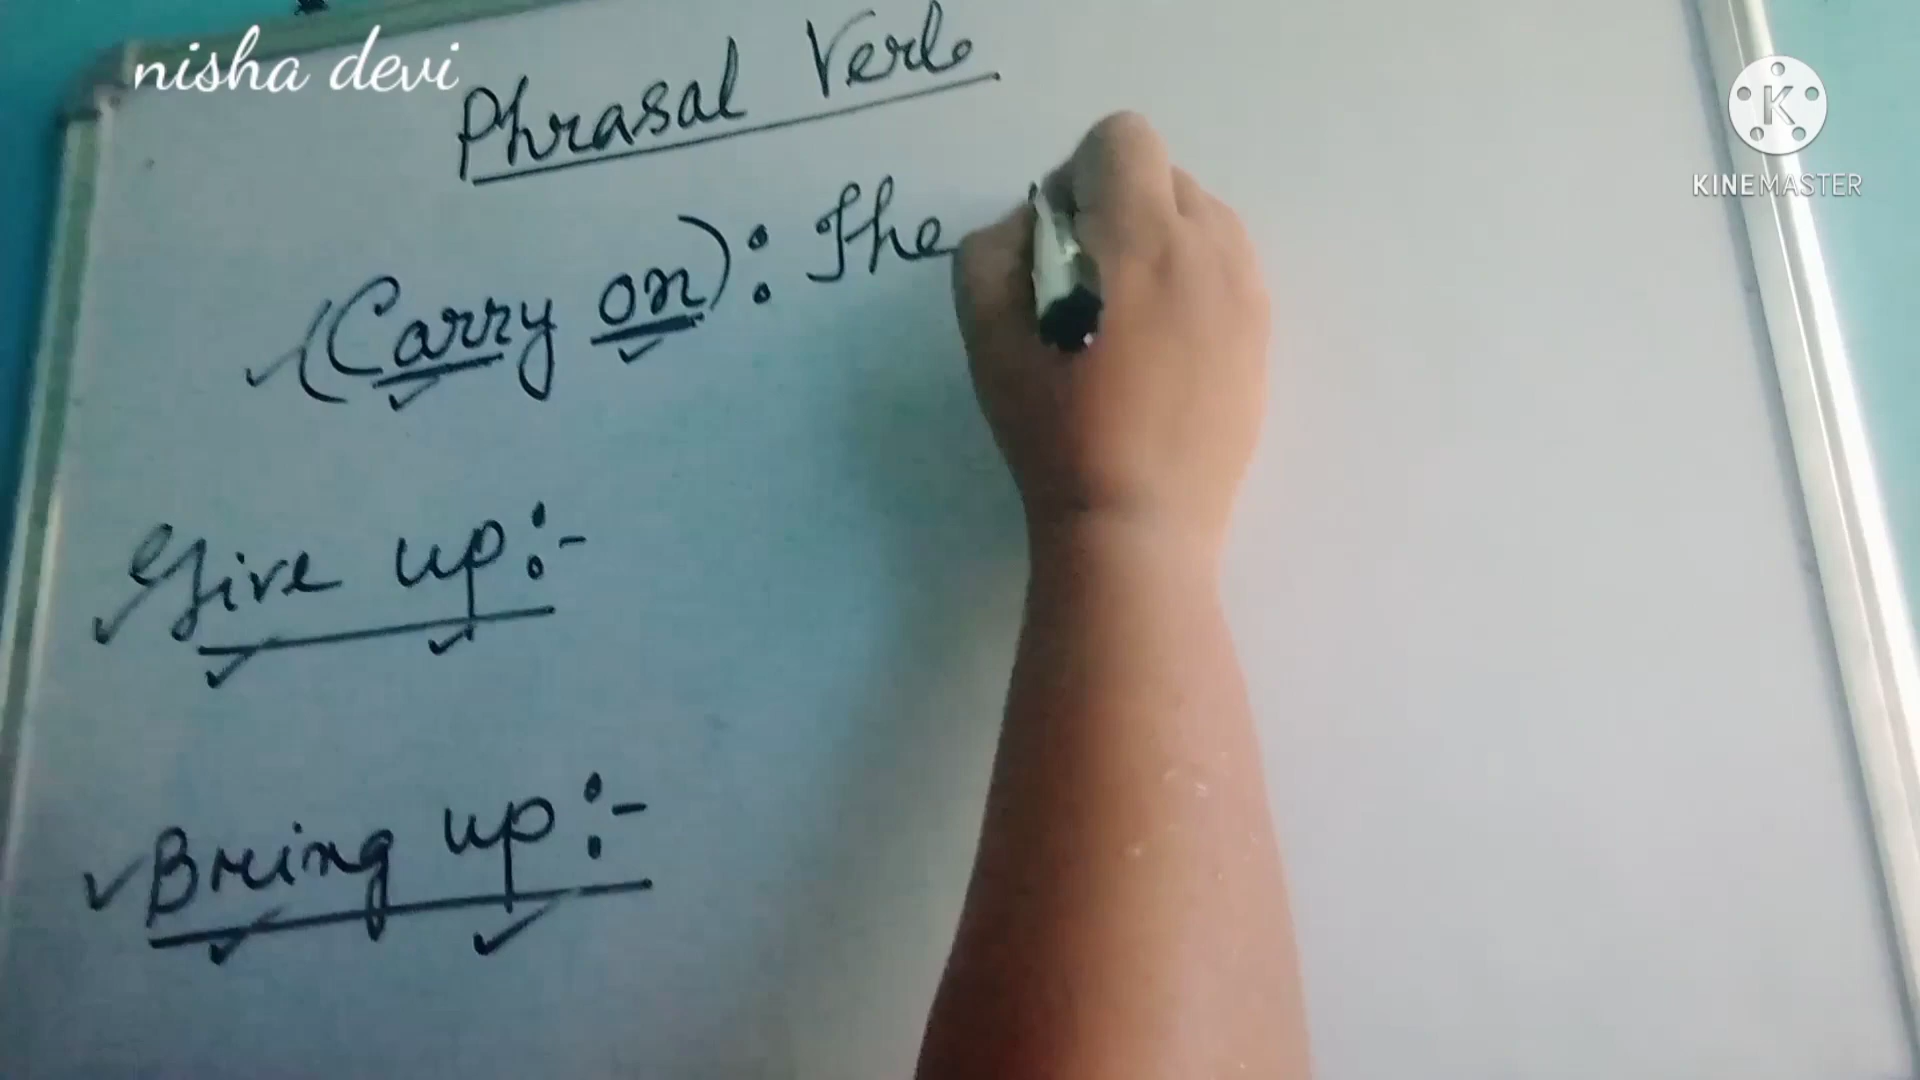 nisha devi
Phrasal Verb
KINEMASTER
(Carry on): The
Give up:-
Bring up:-